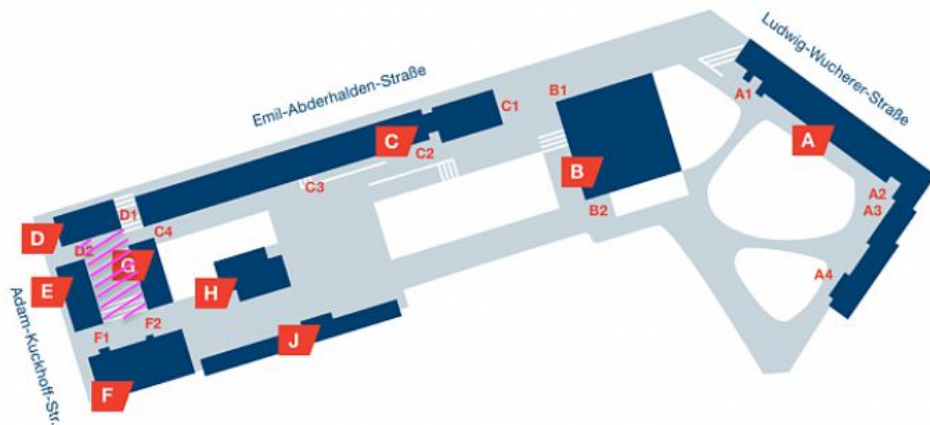 Ludwig-Wucherer-Straße
Emil-Abderhalden-Straße
A1
B1
C1
C
A
C2
B
C3
A2
A3
B2
D1
C4
D
D2
G
A4
E
H
Adam-Kuckhoff-Str.
F1
F2
J
F